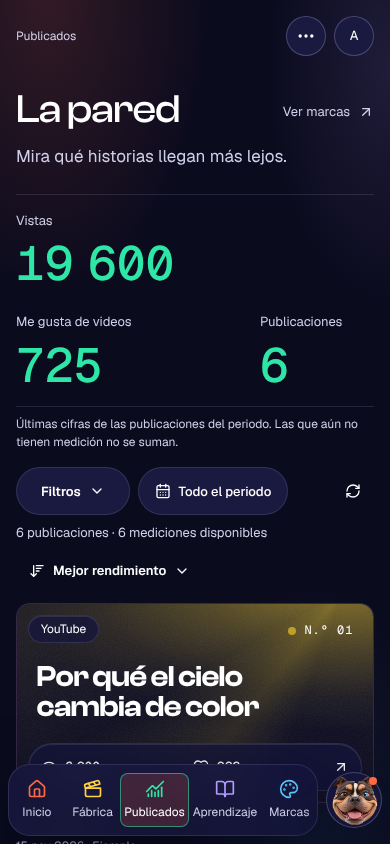 Publicados
A
La pared
Ver marcas
Mira qué historias llegan más lejos.
Vistas
19 600
Me gusta de videos
Publicaciones
725
6
Últimas cifras de las publicaciones del periodo. Las que aún no
tienen medición no se suman.
Filtros
Todo el periodo
6 publicaciones · 6 mediciones disponibles
Mejor rendimiento
YouTube
N.º 01
Por qué el cielo
cambia de color
Inicio
Fábrica
Publicados
Aprendizaje
Marcas